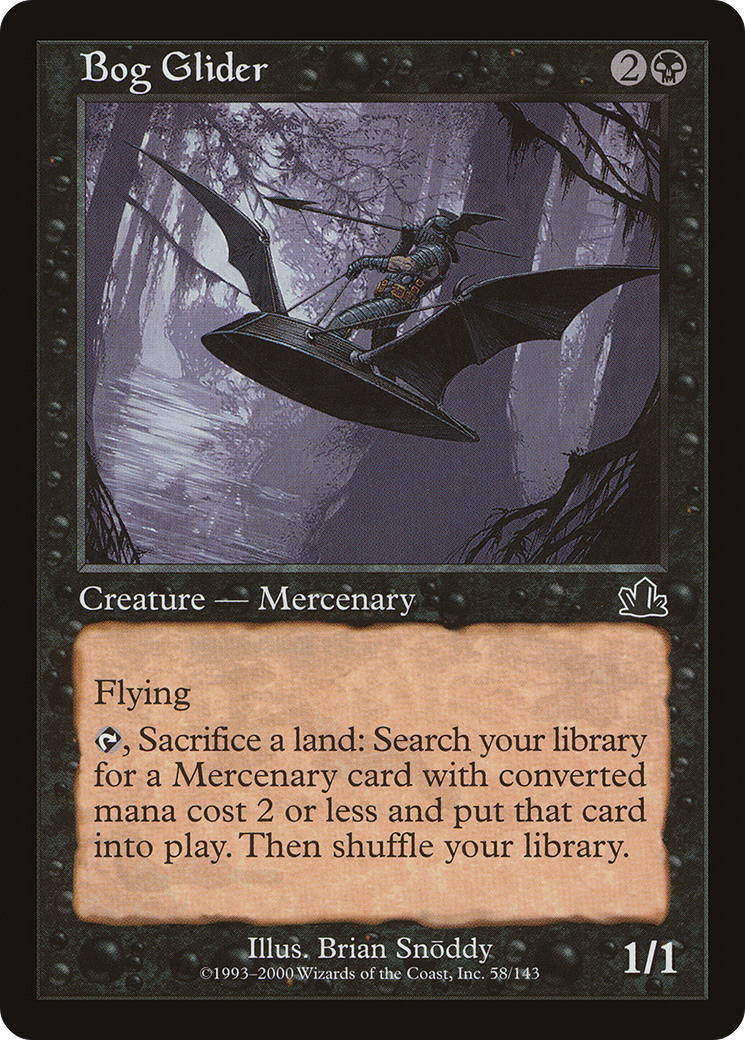 Bog Glider 2
Creature — Mercenary
Flying
, Sacrifice a land: Search your library
for a Mercenary card with converted
mana cost 2 or less and put that card
into play. Then shuffle your library.
Illus. Brian Snōddy
©1993–2000 Wizards of the Coast, Inc. 58/143
1/1